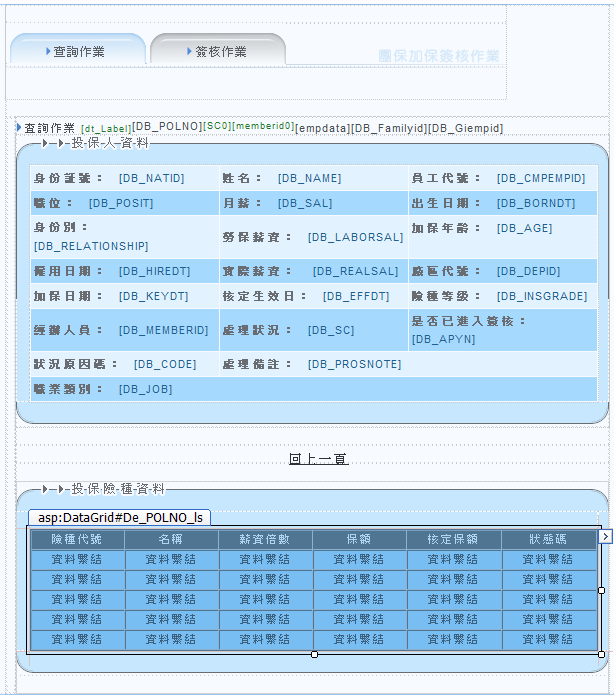 查詢作業 簽核作業 團保加保簽核作業
查詢作業 [dt_Label][DB_POLNO][SC0][memberid0][empdata][DB_Familyid][DB_Giempid]
投保人資料
身份証號： [DB_NATID] 姓名： [DB_NAME] 員工代號： [DB_CMPEMPID]
職位： [DB_POSIT] 月薪： [DB_SAL] 出生日期： [DB_BORNDT]
身份別： [DB_RELATIONSHIP] 勞保薪資： [DB_LABORSAL] 加保年齡： [DB_AGE]
雇用日期： [DB_HIREDT] 實際薪資： [DB_REALSAL] 廠區代號： [DB_DEPID]
加保日期： [DB_KEYDT] 核定生效日： [DB_EFFDT] 險種等級： [DB_INSGRADE]
經辦人員： [DB_MEMBERID] 處理狀況： [DB_SC] 是否已進入簽核： [DB_APYN]
狀況原因碼： [DB_CODE] 處理備註： [DB_PROSNOTE]
職業類別： [DB_JOB]
回上一頁
投保險種資料
asp:DataGrid#De_POLNO_ls
險種代號 名稱 薪資倍數 保額 核定保額 狀態碼
資料繫結 資料繫結 資料繫結 資料繫結 資料繫結 資料繫結
資料繫結 資料繫結 資料繫結 資料繫結 資料繫結 資料繫結
資料繫結 資料繫結 資料繫結 資料繫結 資料繫結 資料繫結
資料繫結 資料繫結 資料繫結 資料繫結 資料繫結 資料繫結
資料繫結 資料繫結 資料繫結 資料繫結 資料繫結 資料繫結